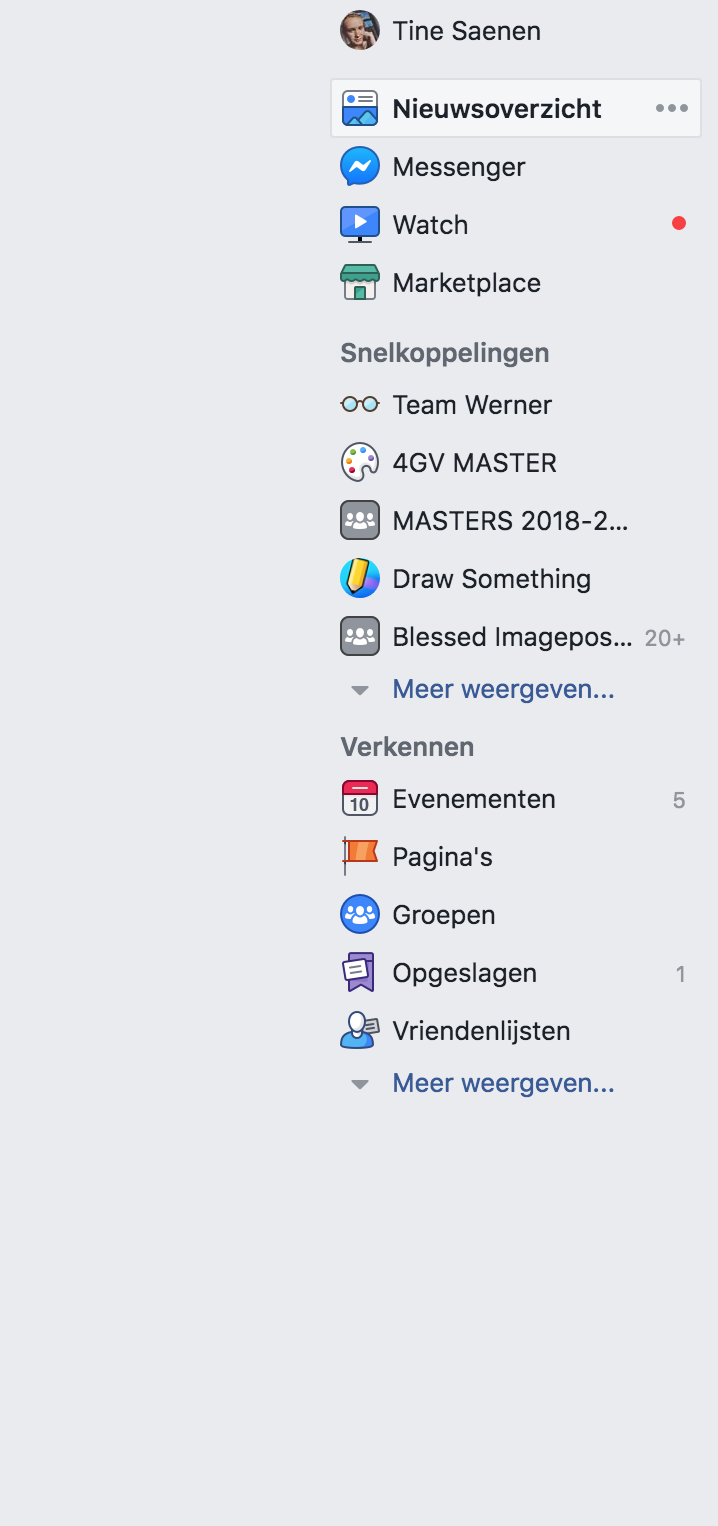 Tine Saenen
Nieuwsoverzicht
Messenger
Watch
Marketplace
Snelkoppelingen
Team Werner
4GV MASTER
MASTERS 2018-2...
Draw Something
Blessed Imagepos... 20+
Meer weergeven...
Verkennen
10 Evenementen 5
Pagina's
Groepen
Opgeslagen 1
Vriendenlijsten
Meer weergeven...